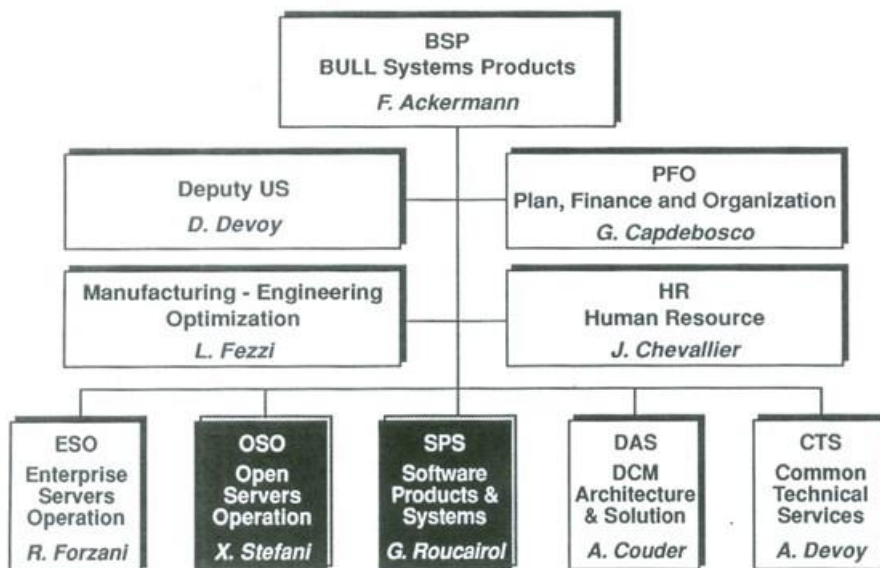 BSP
BULL Systems Products
F. Ackermann
Deputy US
D. Devoy
PFO
Plan, Finance and Organization
G. Capdebosco
Manufacturing - Engineering
Optimization
L. Fezzi
HR
Human Resource
J. Chevallier
ESO
Enterprise
Servers
Operation
R. Forzani
OSO
Open
Servers
Operation
X. Stefani
SPS
Software
Products &
Systems
G. Roucairol
DAS
DCM
Architecture
& Solution
A. Couder
CTS
Common
Technical
Services
A. Devoy